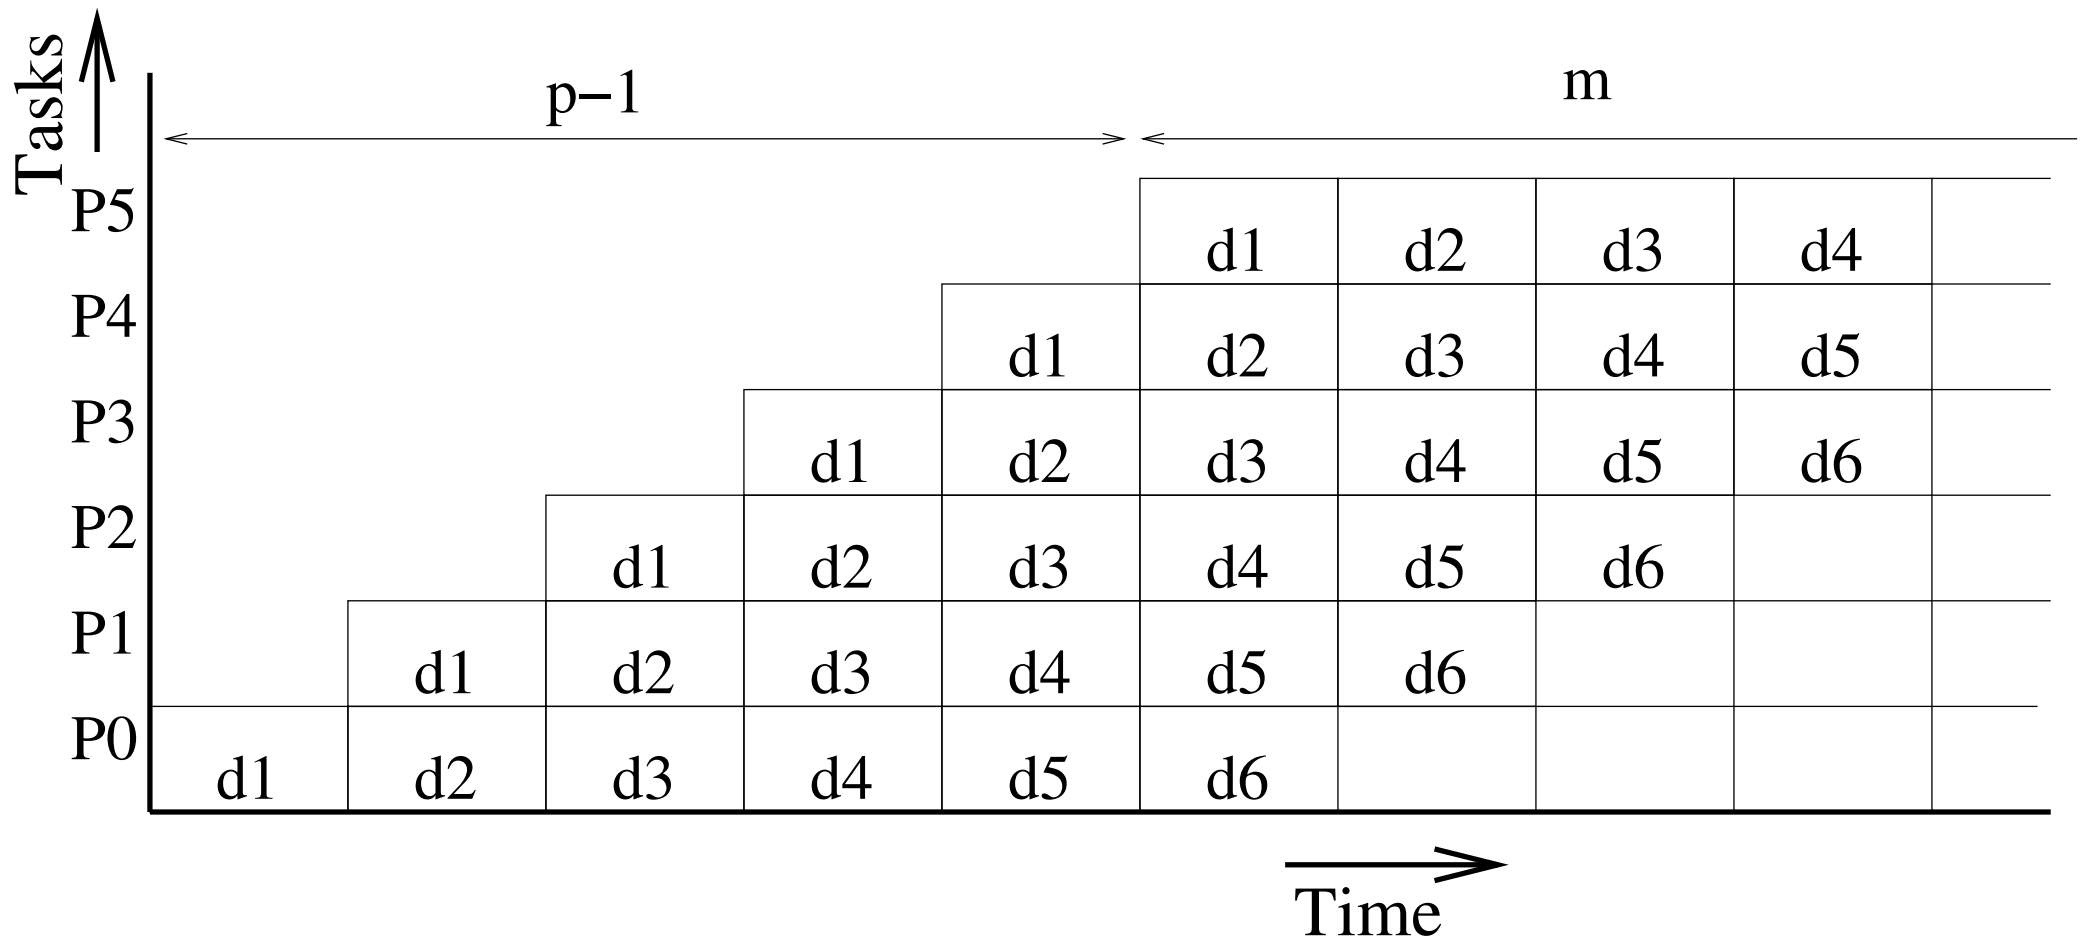 Tasks
p−1 m
P5 d1 d2 d3 d4
P4 d1 d2 d3 d4 d5
P3 d1 d2 d3 d4 d5 d6
P2 d1 d2 d3 d4 d5 d6
P1 d1 d2 d3 d4 d5 d6
P0 d1 d2 d3 d4 d5 d6
Time